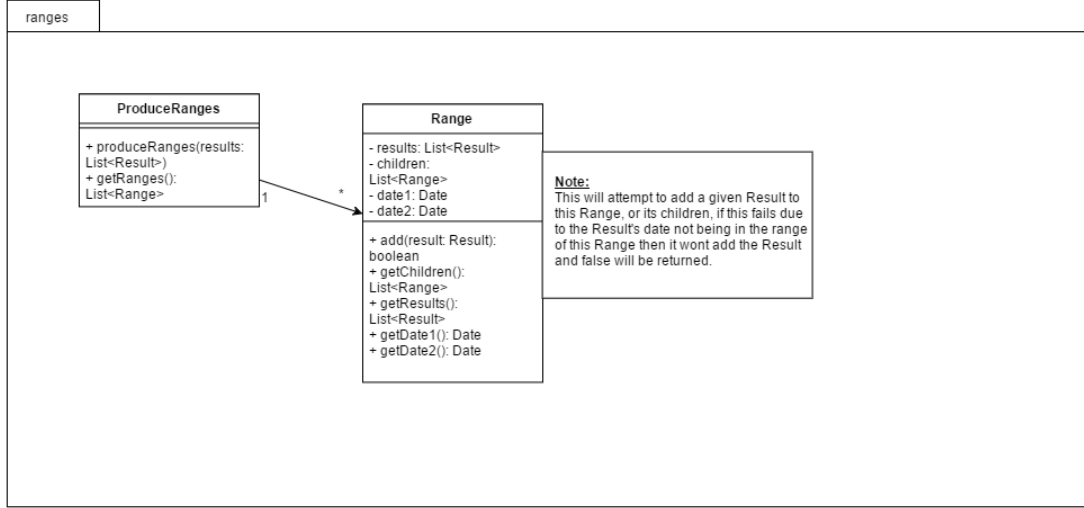 ranges
ProduceRanges
+ produceRanges(results:
List<Result>)
+ getRanges():
List<Range>
1
*
Range
- results: List<Result>
- children:
List<Range>
- date1: Date
- date2: Date
+ add(result: Result):
boolean
+ getChildren():
List<Range>
+ getResults():
List<Result>
+ getDate1(): Date
+ getDate2(): Date
Note:
This will attempt to add a given Result to
this Range, or its children, if this fails due
to the Result's date not being in the range
of this Range then it wont add the Result
and false will be returned.